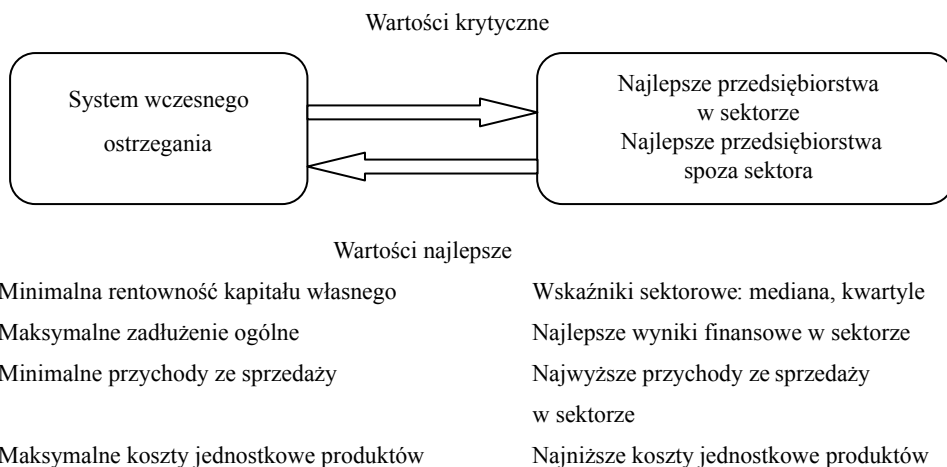 Wartości krytyczne
System wczesnego
ostrzegania
Najlepsze przedsiębiorstwa
w sektorze
Najlepsze przedsiębiorstwa
spoza sektora
Wartości najlepsze
Minimalna rentowność kapitału własnego
Wskaźniki sektorowe: mediana, kwartyle
Maksymalne zadłużenie ogólne
Najlepsze wyniki finansowe w sektorze
Minimalne przychody ze sprzedaży
Najwyższe przychody ze sprzedaży
w sektorze
Maksymalne koszty jednostkowe produktów
Najniższe koszty jednostkowe produktów